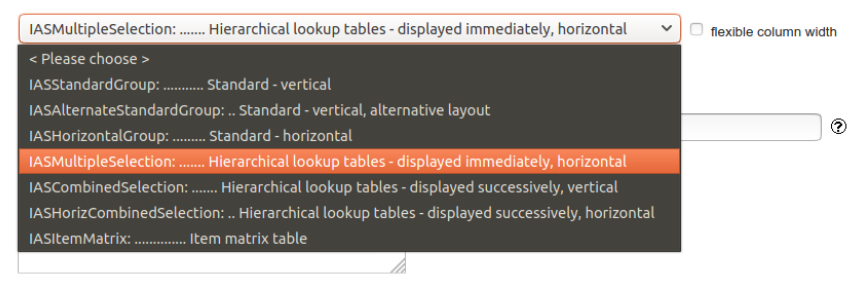 IASMultipleSelection: ....... Hierarchical lookup tables - displayed immediately, horizontal flexible column width
< Please choose >
IASStandardGroup: ........... Standard - vertical
IASAlternateStandardGroup: .. Standard - vertical, alternative layout
IASHorizontalGroup: ......... Standard - horizontal
IASMultipleSelection: ....... Hierarchical lookup tables - displayed immediately, horizontal
IASCombinedSelection: ....... Hierarchical lookup tables - displayed successively, vertical
IASHorizCombinedSelection: .. Hierarchical lookup tables - displayed successively, horizontal
IASItemMatrix: .............. Item matrix table
?